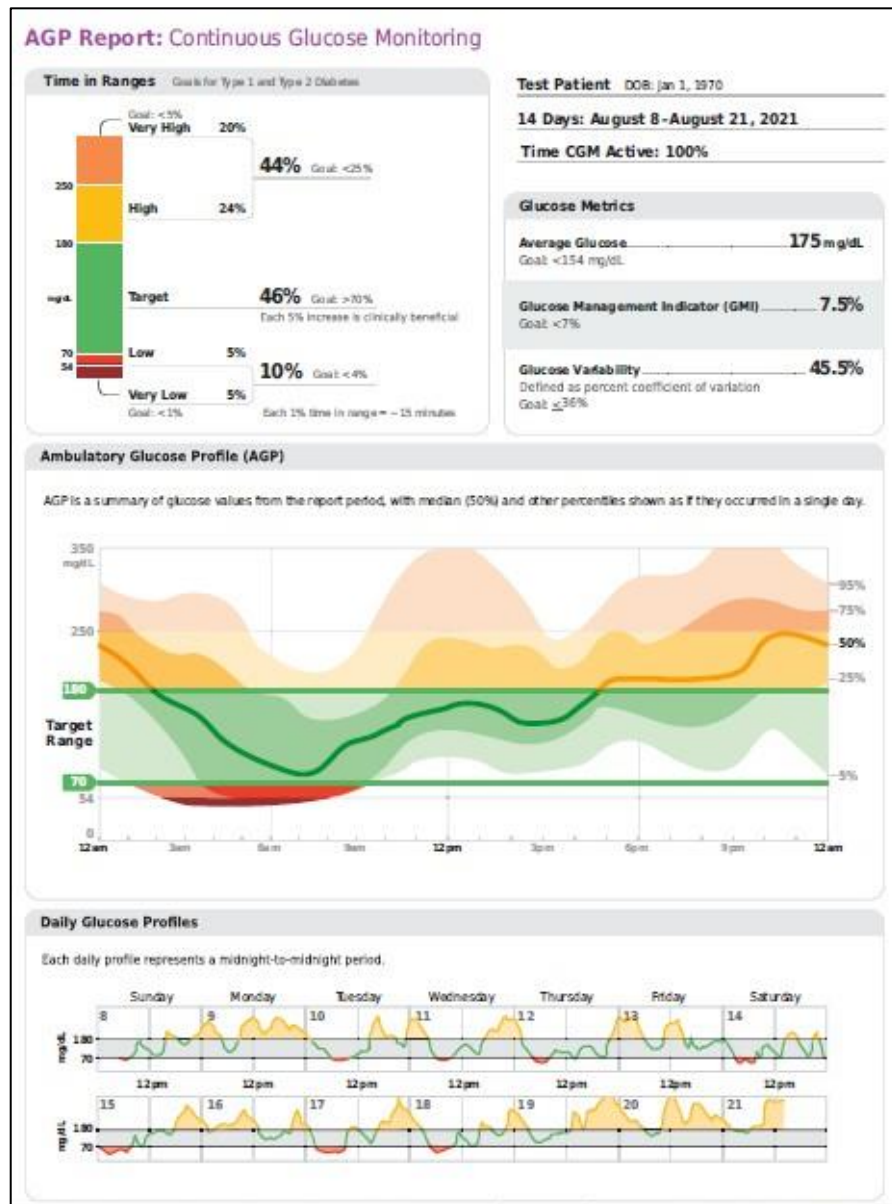 AGP Report: Continuous Glucose Monitoring
Time in Ranges Goals for Type 1 and Type 2 Diabetes
Goal: <5%
Very High 20%
44% Goal: <25%
250
High 24%
180
mg/dL
Target 46% Goal: >70%
Each 5% increase is clinically beneficial
70
Low 5%
54
10% Goal: <4%
Very Low 5%
Goal: <1%
Each 1% time in range = ~15 minutes
Test Patient DOB: Jan 1, 1970
14 Days: August 8–August 21, 2021
Time CGM Active: 100%
Glucose Metrics
Average Glucose 175 mg/dL
Goal: <154 mg/dL
Glucose Management Indicator (GMI) 7.5%
Goal: <7%
Glucose Variability 45.5%
Defined as percent coefficient of variation
Goal: ≤36%
Ambulatory Glucose Profile (AGP)
AGP is a summary of glucose values from the report period, with median (50%) and other percentiles shown as if they occurred in a single day.
350
mg/dL
95%
75%
250
50%
25%
180
Target
Range
70
5%
54
0
12am 3am 6am 9am 12pm 3pm 6pm 9pm 12am
Daily Glucose Profiles
Each daily profile represents a midnight-to-midnight period.
Sunday Monday Tuesday Wednesday Thursday Friday Saturday
8 9 10 11 12 13 14
mg/dL
180
70
12pm 12pm 12pm 12pm 12pm 12pm 12pm
15 16 17 18 19 20 21
mg/dL
180
70